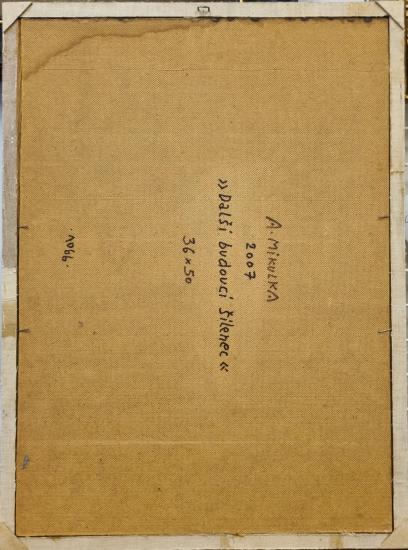 A. MIKULKA
2007
»Další budoucí šílenec«
36×50